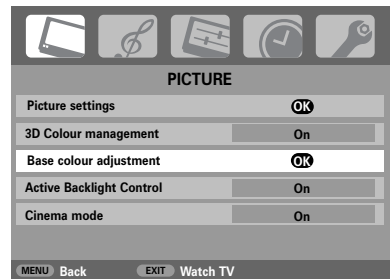 PICTURE
Picture settings OK
3D Colour management On
Base colour adjustment OK
Active Backlight Control On
Cinema mode On
MENU Back EXIT Watch TV